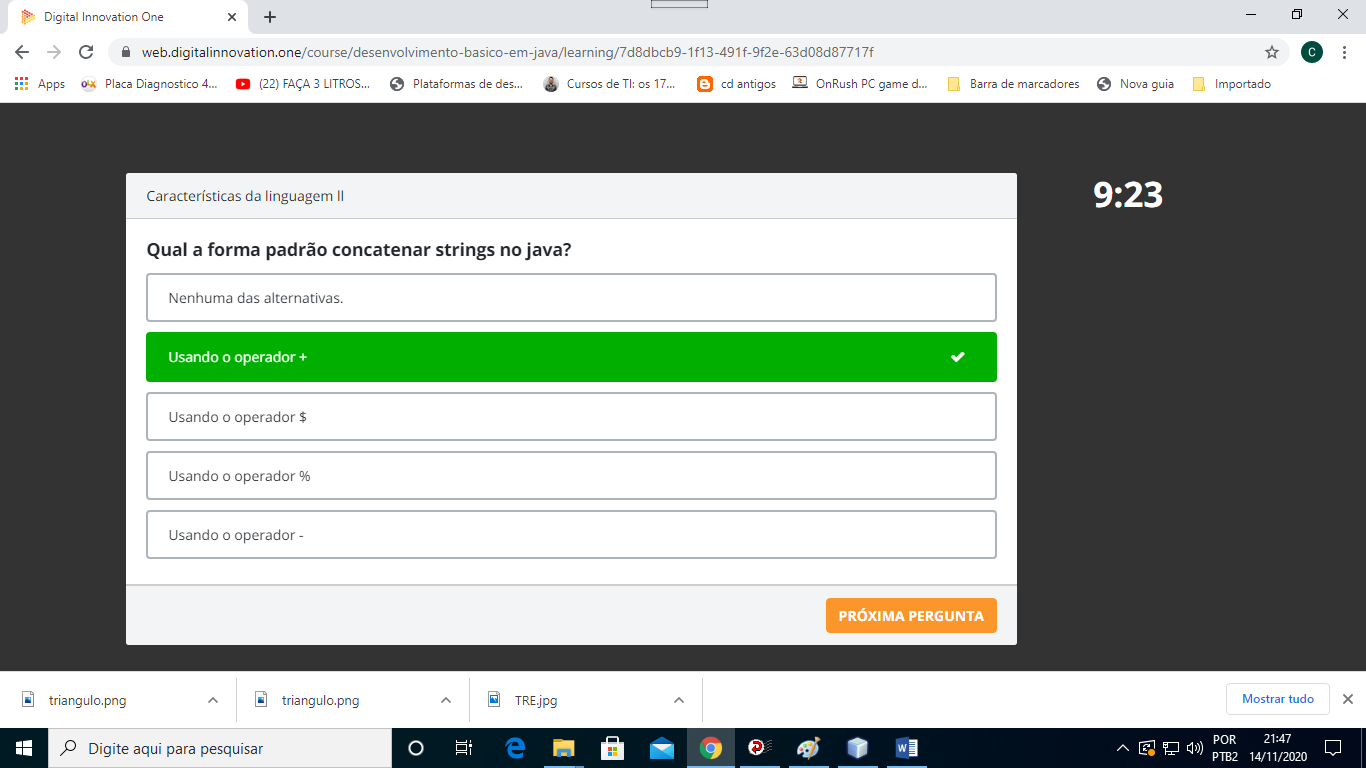 Digital Innovation One
web.digitalinnovation.one/course/desenvolvimento-basico-em-java/learning/7d8dbcb9-1f13-491f-9f2e-63d08d87717f
C
Apps
OLX
Placa Diagnostico 4...
(22) FAÇA 3 LITROS...
Plataformas de des...
Cursos de TI: os 17...
cd antigos
OnRush PC game d...
Barra de marcadores
Nova guia
Importado
Características da linguagem II
9:23
Qual a forma padrão concatenar strings no java?
Nenhuma das alternativas.
Usando o operador +
Usando o operador $
Usando o operador %
Usando o operador -
PRÓXIMA PERGUNTA
triangulo.png
triangulo.png
TRE.jpg
Mostrar tudo
Digite aqui para pesquisar
POR
PTB2
21:47
14/11/2020